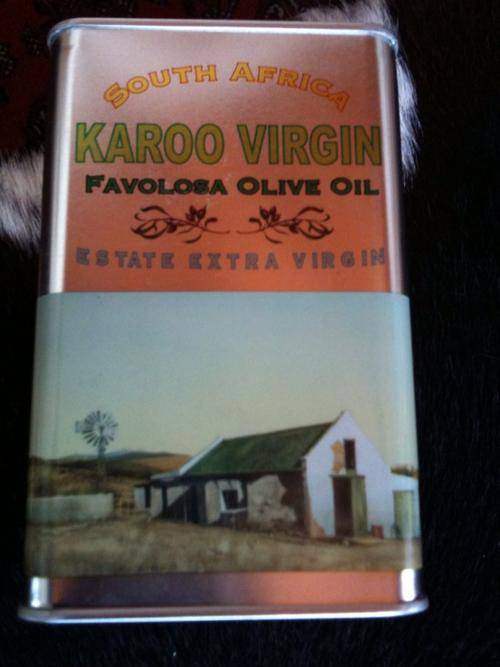 SOUTH AFRICA
KAROO VIRGIN
FAVOLOSA OLIVE OIL
ESTATE EXTRA VIRGIN